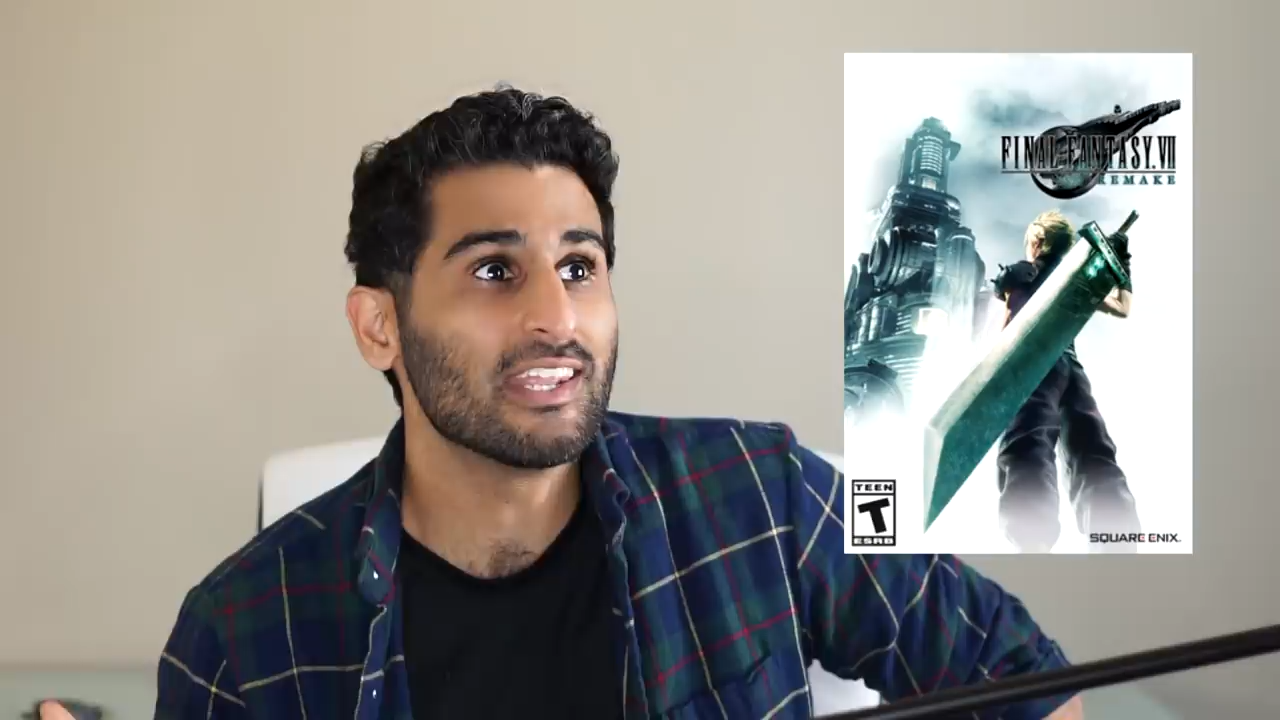 FINAL FANTASY VII
REMAKE
TEEN
T
ESRB
SQUARE ENIX